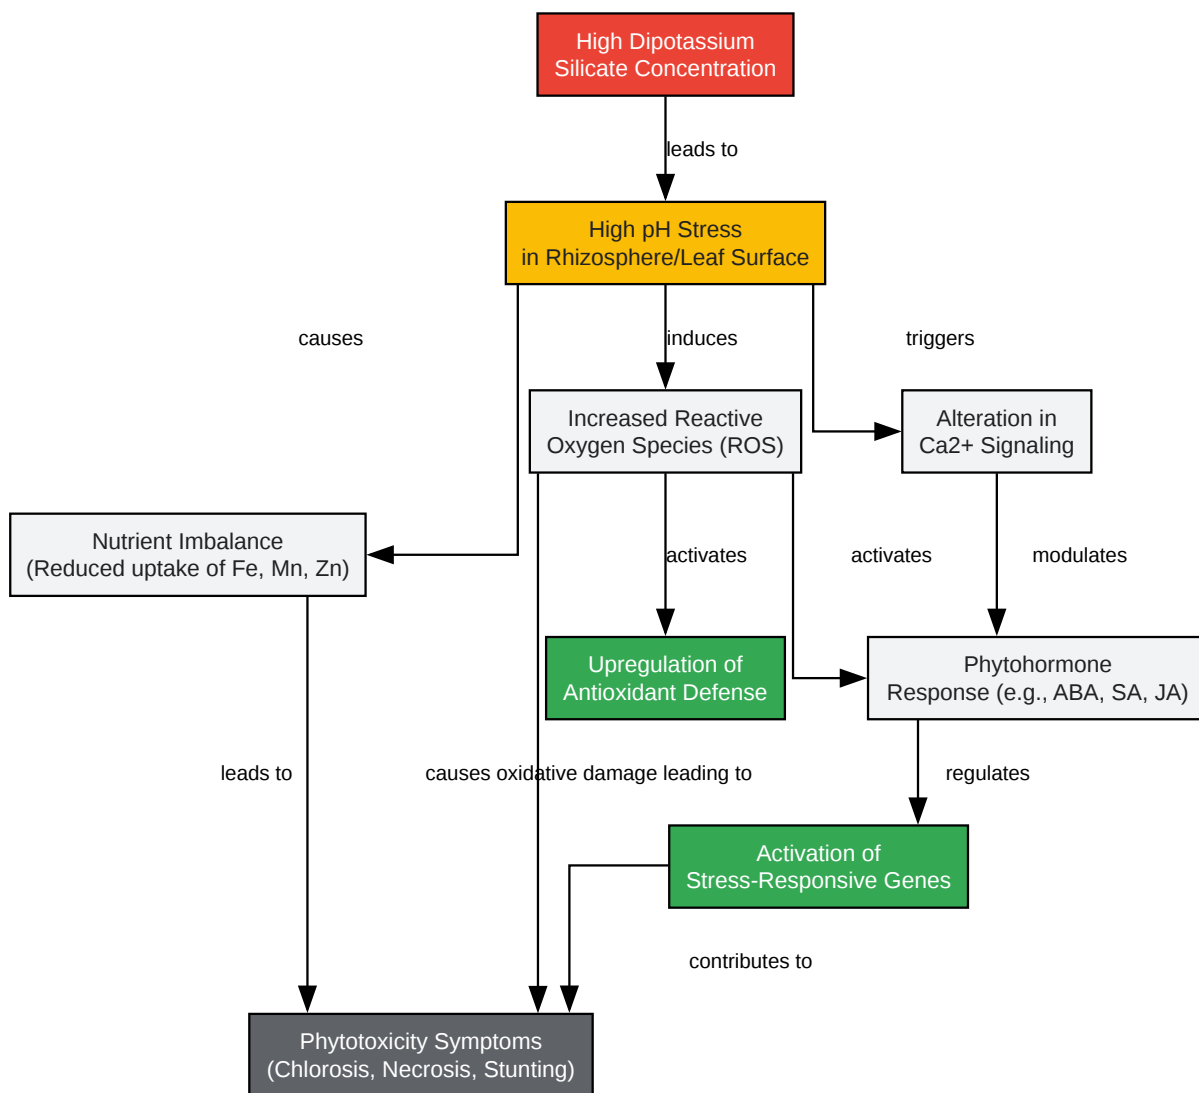 High Dipotassium
Silicate Concentration
leads to
High pH Stress
in Rhizosphere/Leaf Surface
causes
induces
triggers
Increased Reactive
Oxygen Species (ROS)
Alteration in
Ca2+ Signaling
Nutrient Imbalance
(Reduced uptake of Fe, Mn, Zn)
activates
activates
modulates
Upregulation of
Antioxidant Defense
Phytohormone
Response (e.g., ABA, SA, JA)
leads to
causes oxidative damage leading to
regulates
Activation of
Stress-Responsive Genes
contributes to
Phytotoxicity Symptoms
(Chlorosis, Necrosis, Stunting)